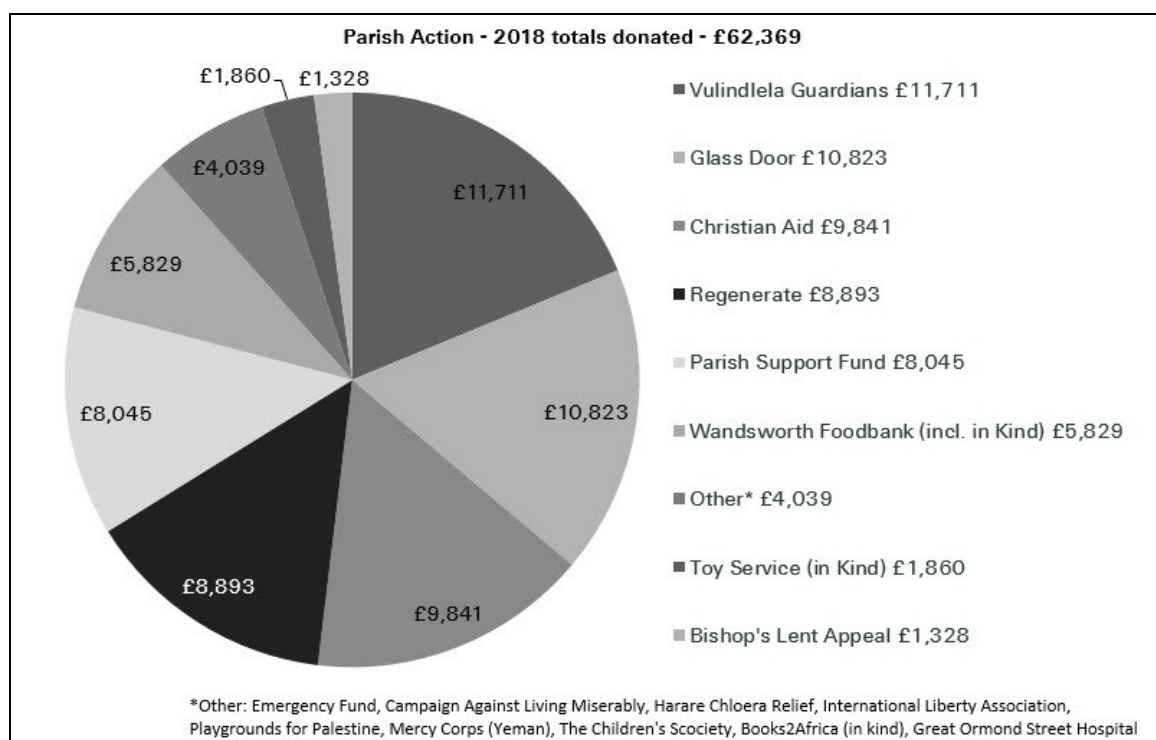 Parish Action - 2018 totals donated - £62,369
£1,860
£1,328
£4,039
£11,711
£5,829
£8,045
£10,823
£8,893
£9,841
Vulindlela Guardians £11,711
Glass Door £10,823
Christian Aid £9,841
Regenerate £8,893
Parish Support Fund £8,045
Wandsworth Foodbank (incl. in Kind) £5,829
Other* £4,039
Toy Service (in Kind) £1,860
Bishop's Lent Appeal £1,328
*Other: Emergency Fund, Campaign Against Living Miserably, Harare Chloera Relief, International Liberty Association,
Playgrounds for Palestine, Mercy Corps (Yeman), The Children's Scociety, Books2Africa (in kind), Great Ormond Street Hospital